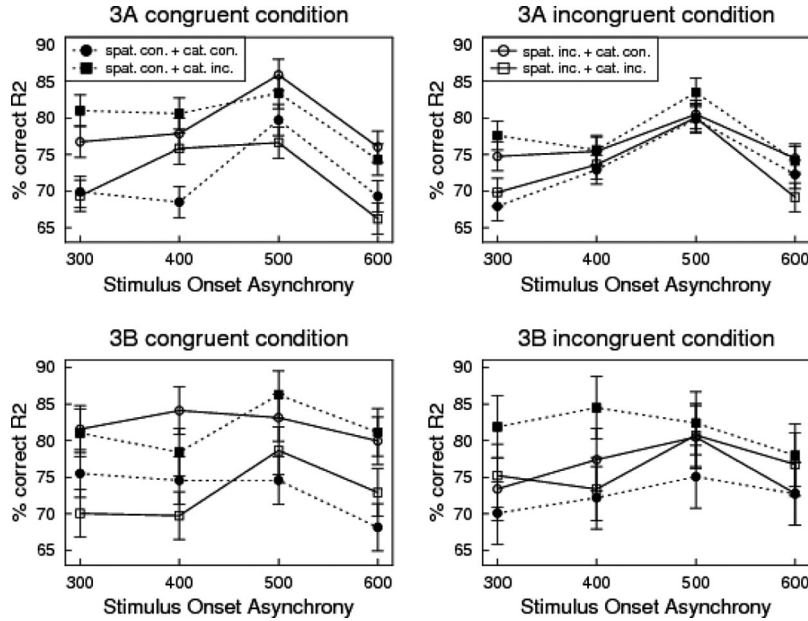 3A congruent condition
% correct R2
90
85
80
75
70
65
spat. con. + cat. con.
spat. con. + cat. inc.
300 400 500 600
Stimulus Onset Asynchrony
3A incongruent condition
% correct R2
90
85
80
75
70
65
spat. inc. + cat. con.
spat. inc. + cat. inc.
300 400 500 600
Stimulus Onset Asynchrony
3B congruent condition
% correct R2
90
85
80
75
70
65
300 400 500 600
Stimulus Onset Asynchrony
3B incongruent condition
% correct R2
90
85
80
75
70
65
300 400 500 600
Stimulus Onset Asynchrony